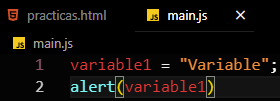 practicas.html
main.js
main.js
1 variable1 = "Variable";
2 alert(variable1)